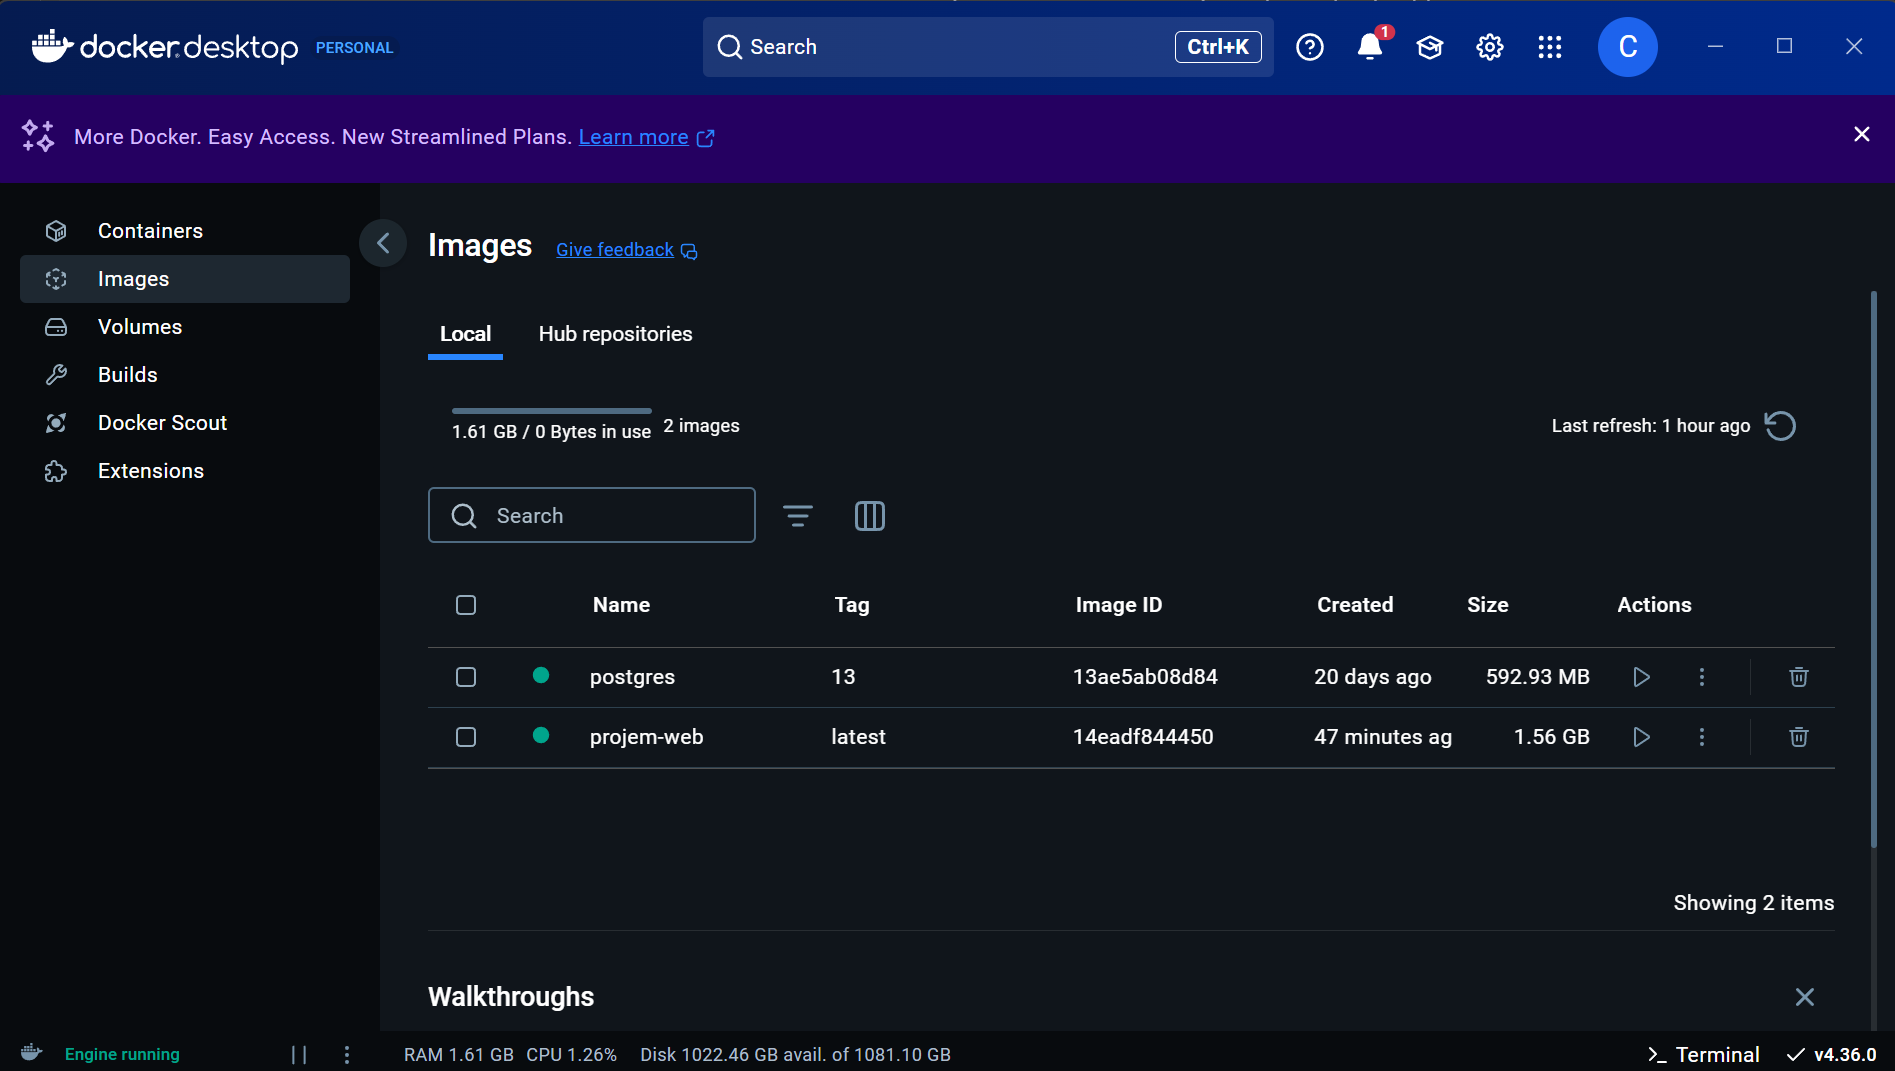 docker.desktop PERSONAL
Search Ctrl+K
1
C
More Docker. Easy Access. New Streamlined Plans. Learn more
Containers
Images
Volumes
Builds
Docker Scout
Extensions
Images Give feedback
Local Hub repositories
1.61 GB / 0 Bytes in use 2 images
Last refresh: 1 hour ago
Search
Name Tag Image ID Created Size Actions
postgres 13 13ae5ab08d84 20 days ago 592.93 MB
projem-web latest 14eadf844450 47 minutes ag 1.56 GB
Showing 2 items
Walkthroughs
Engine running RAM 1.61 GB CPU 1.26% Disk 1022.46 GB avail. of 1081.10 GB >_ Terminal v4.36.0